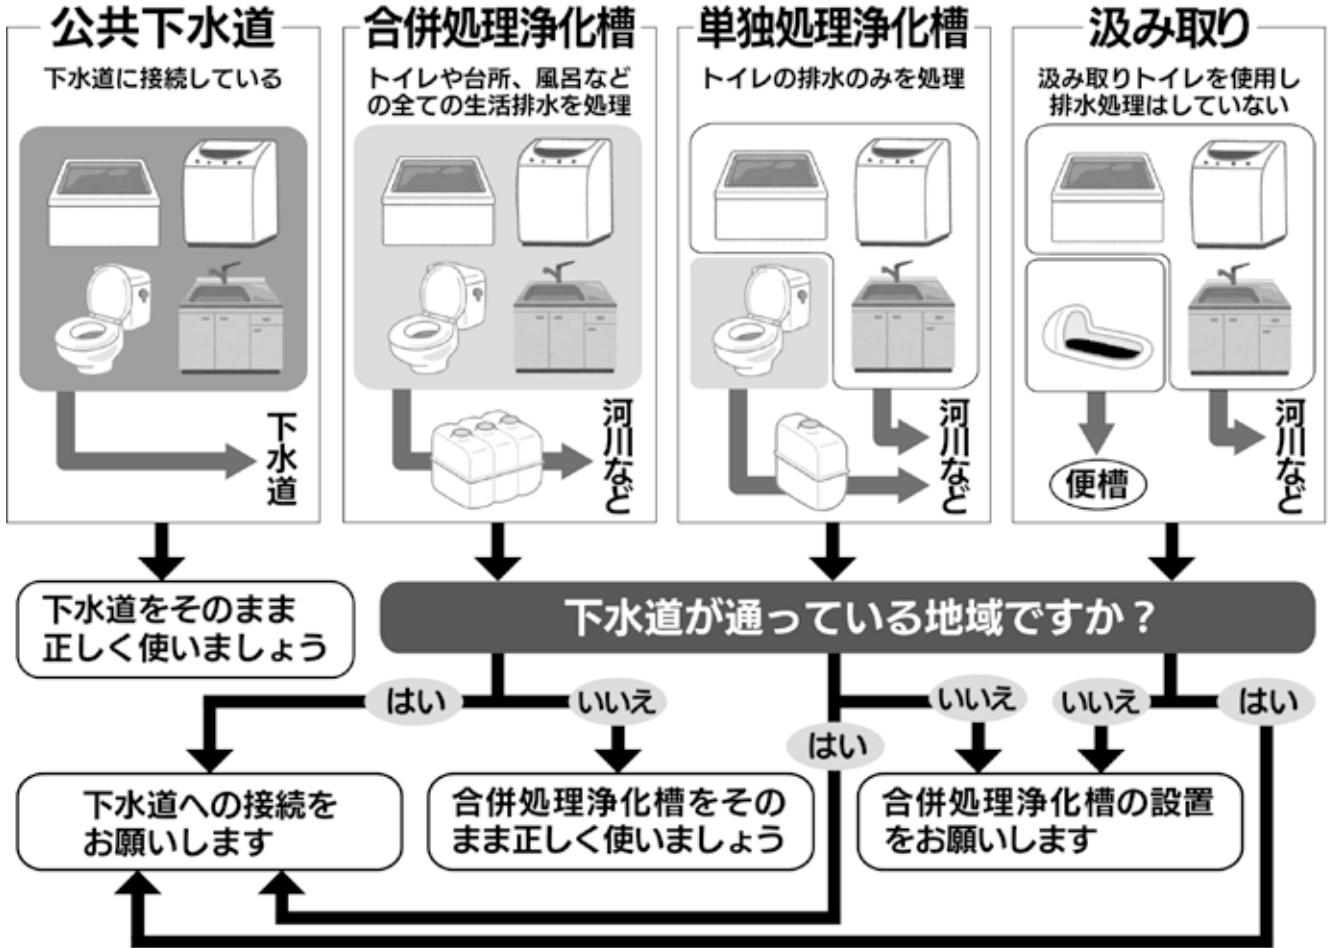 公共下水道
下水道に接続している
下水道
合併処理浄化槽
トイレや台所、風呂など
の全ての生活排水を処理
河川など
単独処理浄化槽
トイレの排水のみを処理
河川など
汲み取り
汲み取りトイレを使用し
排水処理はしていない
便槽
河川など
下水道をそのまま
正しく使いましょう
下水道が通っている地域ですか？
はい
いいえ
はい
いいえ
いいえ
はい
下水道への接続を
お願いします
合併処理浄化槽をその
まま正しく使いましょう
合併処理浄化槽の設置
をお願いします